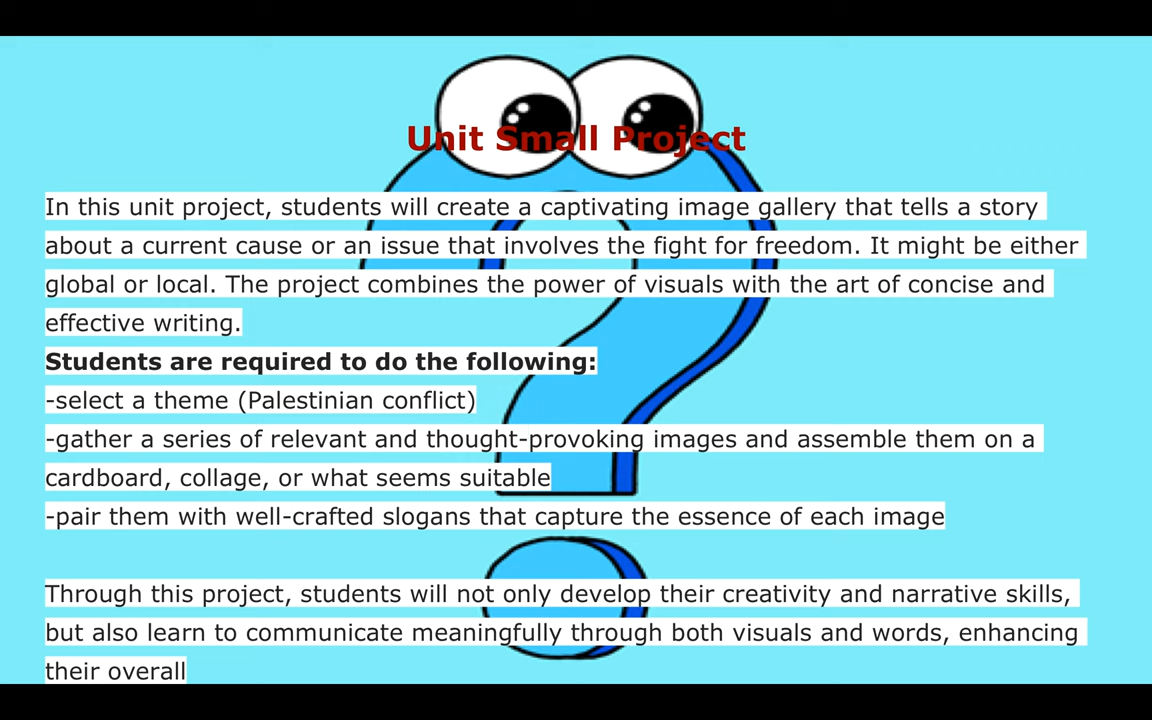 Unit Small Project
In this unit project, students will create a captivating image gallery that tells a story
about a current cause or an issue that involves the fight for freedom. It might be either
global or local. The project combines the power of visuals with the art of concise and
effective writing.
Students are required to do the following:
-select a theme (Palestinian conflict)
-gather a series of relevant and thought-provoking images and assemble them on a
cardboard, collage, or what seems suitable
-pair them with well-crafted slogans that capture the essence of each image
Through this project, students will not only develop their creativity and narrative skills,
but also learn to communicate meaningfully through both visuals and words, enhancing
their overall